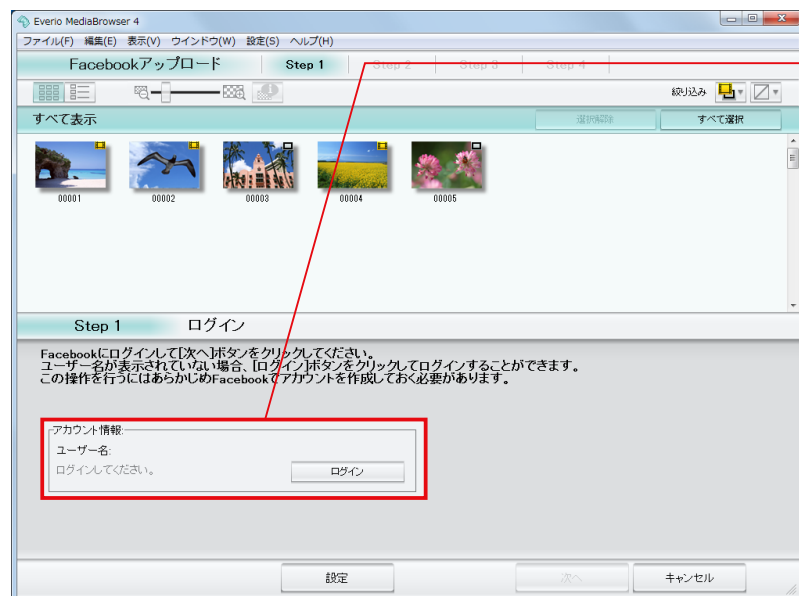 Everio MediaBrowser 4
ファイル(F) 編集(E) 表示(V) ウインドウ(W) 設定(S) ヘルプ(H)
Facebookアップロード Step 1 Step 2 Step 3 Step 4
絞り込み
すべて表示 選択解除 すべて選択
00001 00002 00003 00004 00005
Step 1 ログイン
Facebookにログインして[次へ]ボタンをクリックしてください。
ユーザー名が表示されていない場合、[ログイン]ボタンをクリックしてログインすることができます。
この操作を行うにはあらかじめFacebookでアカウントを作成しておく必要があります。
アカウント情報:
ユーザー名:
ログインしてください。 ログイン
設定 次へ キャンセル